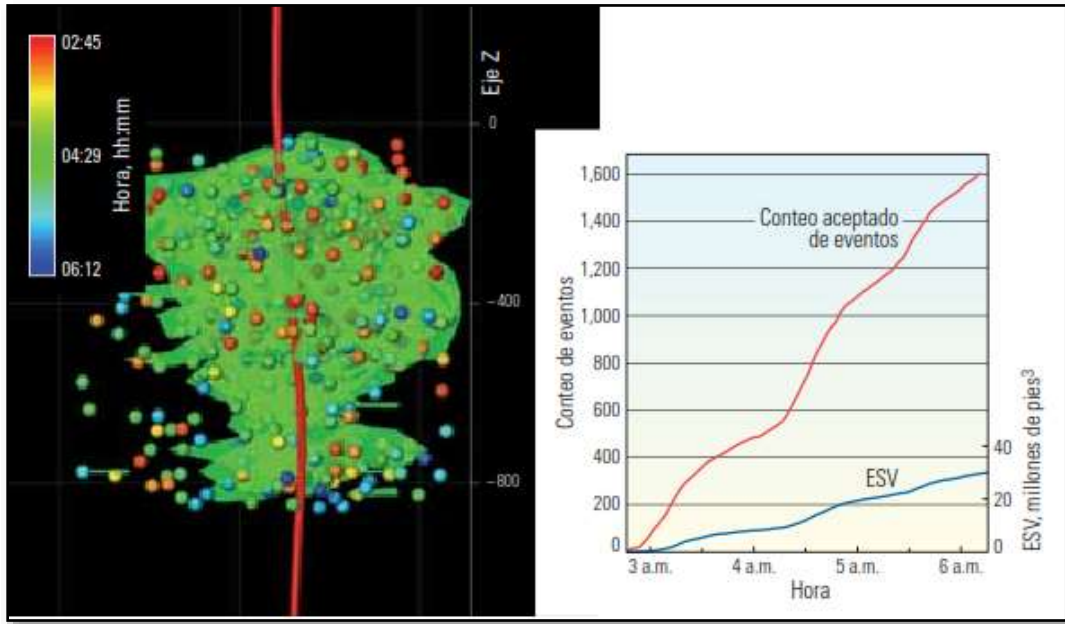 02:45
04:29
06:12
Hora, hh:mm
Eje Z
0
–400
–800
1,600
1,400
1,200
1,000
800
600
400
200
0
Conteo de eventos
Conteo aceptado
de eventos
ESV
40
20
0
ESV, millones de pies³
3 a.m.
4 a.m.
5 a.m.
6 a.m.
Hora